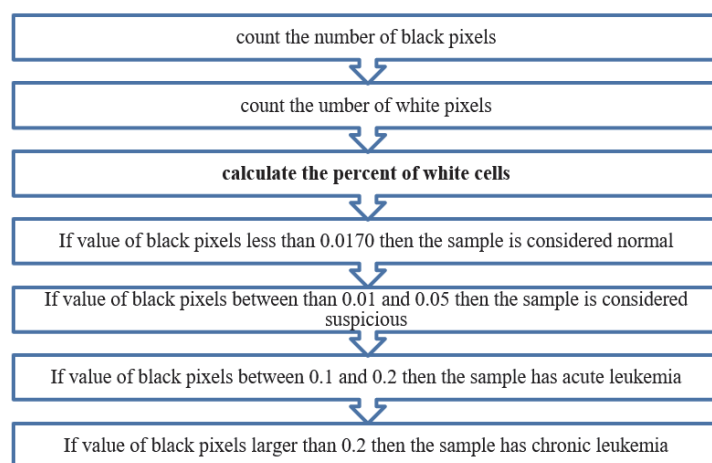 count the number of black pixels
count the umber of white pixels
calculate the percent of white cells
If value of black pixels less than 0.0170 then the sample is considered normal
If value of black pixels between than 0.01 and 0.05 then the sample is considered
suspicious
If value of black pixels between 0.1 and 0.2 then the sample has acute leukemia
If value of black pixels larger than 0.2 then the sample has chronic leukemia